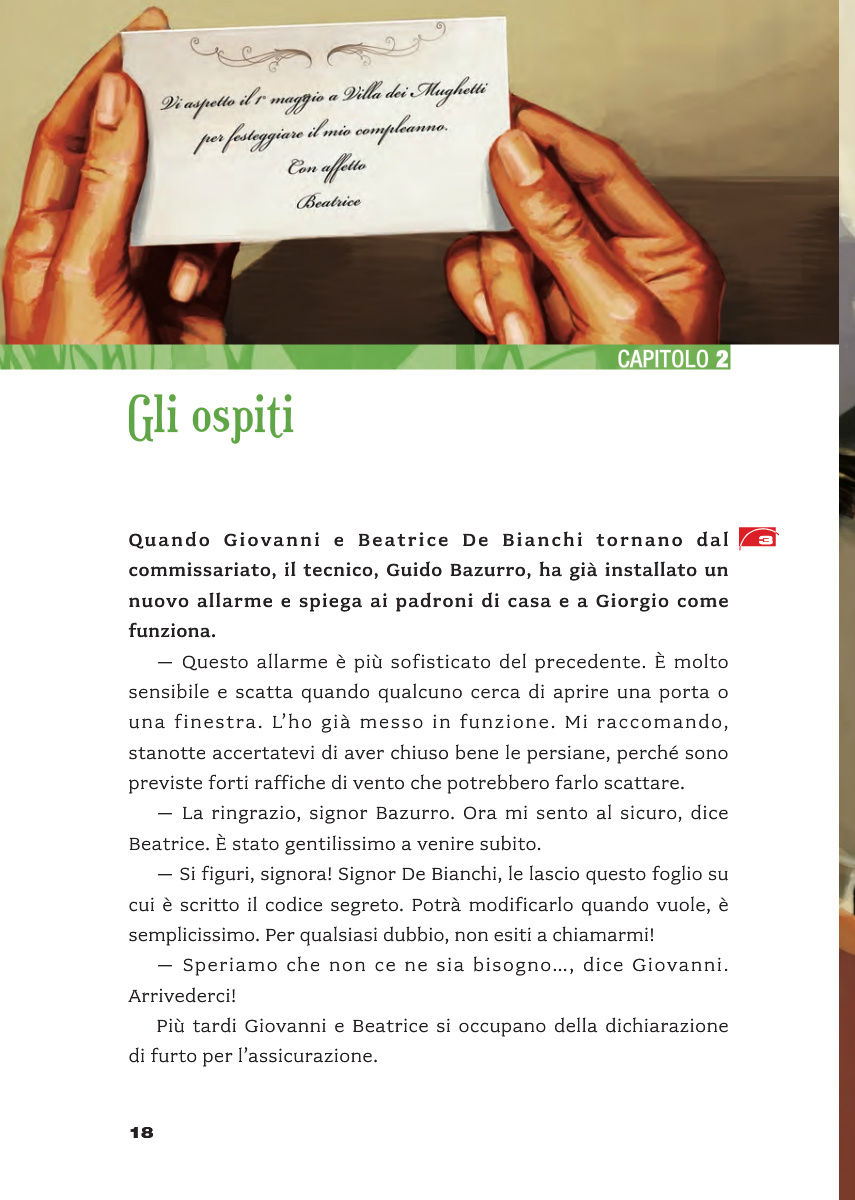 Vi aspetto il 1° maggio a Villa dei Mughetti
per festeggiare il mio compleanno.
Con affetto
Beatrice
CAPITOLO 2
Gli ospiti
Quando Giovanni e Beatrice De Bianchi tornano dal
3
commissariato, il tecnico, Guido Bazurro, ha già installato un
nuovo allarme e spiega ai padroni di casa e a Giorgio come
funziona.
— Questo allarme è più sofisticato del precedente. È molto
sensibile e scatta quando qualcuno cerca di aprire una porta o
una finestra. L'ho già messo in funzione. Mi raccomando,
stanotte accertatevi di aver chiuso bene le persiane, perché sono
previste forti raffiche di vento che potrebbero farlo scattare.
— La ringrazio, signor Bazurro. Ora mi sento al sicuro, dice
Beatrice. È stato gentilissimo a venire subito.
— Si figuri, signora! Signor De Bianchi, le lascio questo foglio su
cui è scritto il codice segreto. Potrà modificarlo quando vuole, è
semplicissimo. Per qualsiasi dubbio, non esiti a chiamarmi!
— Speriamo che non ce ne sia bisogno…, dice Giovanni.
Arrivederci!
Più tardi Giovanni e Beatrice si occupano della dichiarazione
di furto per l'assicurazione.
18